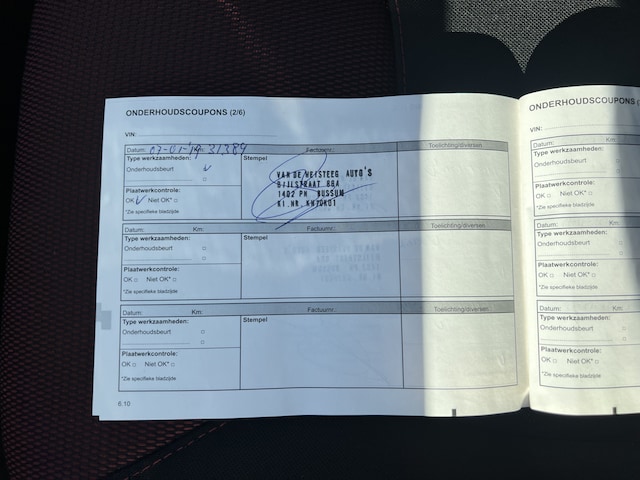 ONDERHOUDSCOUPONS (2/6)
VIN:
Datum: 07-01-19 31389 Factuurnr.: Toelichting/diversen
Type werkzaamheden: Stempel
Onderhoudsbeurt
VAN DE AUTO'S
BIJLSTRAAT 88A
1402 PH BUSSUM
Plaatwerkcontrole:
OK Niet OK*
*Zie specifieke bladzijde
Datum: Km: Factuurnr.: Toelichting/diversen
Type werkzaamheden: Stempel
Onderhoudsbeurt
Plaatwerkcontrole:
OK Niet OK*
*Zie specifieke bladzijde
Datum: Km: Factuurnr.: Toelichting/diversen
Type werkzaamheden: Stempel
Onderhoudsbeurt
Plaatwerkcontrole:
OK Niet OK*
*Zie specifieke bladzijde
6.10
ONDERHOUDSCOUPONS (
VIN:
Datum: Km:
Type werkzaamheden:
Onderhoudsbeurt
Plaatwerkcontrole:
OK Niet OK*
*Zie specifieke bladzijde
Datum: Km:
Type werkzaamheden:
Onderhoudsbeurt
Plaatwerkcontrole:
OK Niet OK*
*Zie specifieke bladzijde
Datum: Km:
Type werkzaamheden:
Onderhoudsbeurt
Plaatwerkcontrole:
OK Niet OK*
*Zie specifieke bladzijde